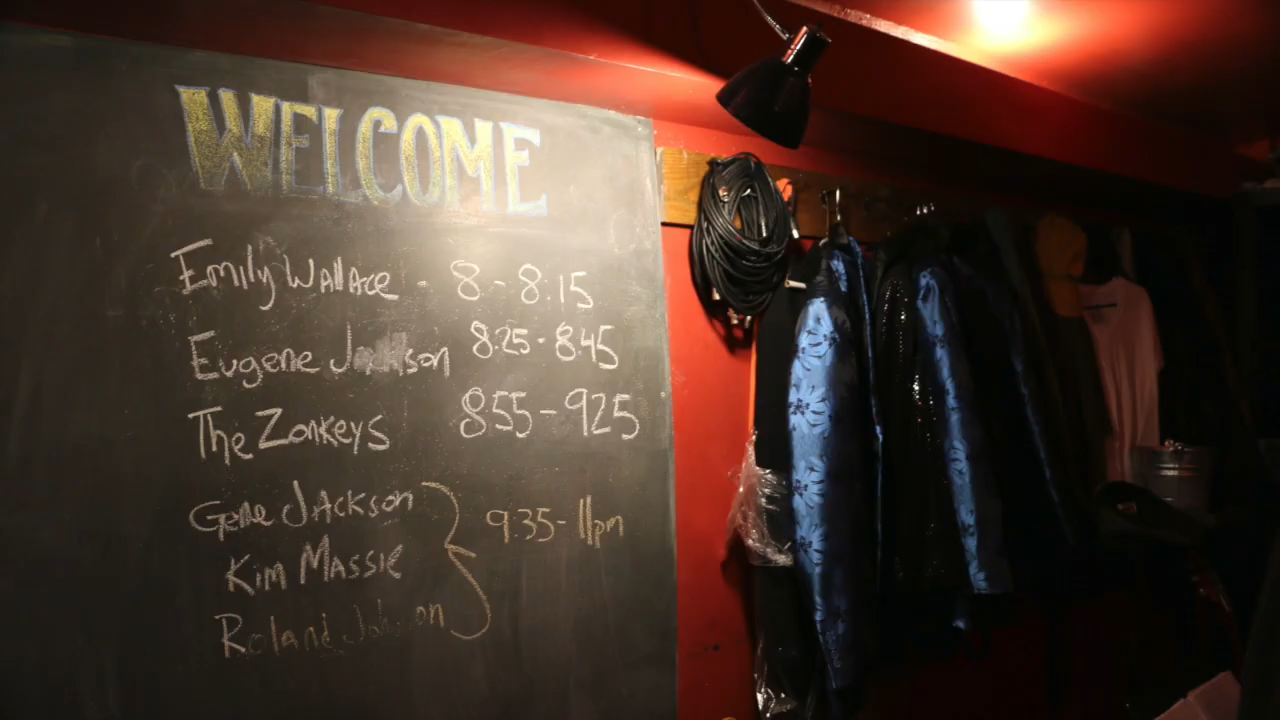 WELCOME
Emily Wallace - 8 - 8.15
Eugene Jackson 8.25 - 8.45
The Zonkeys 855 - 925
Gene Jackson
Kim Massie 9.35 - 11pm
Roland